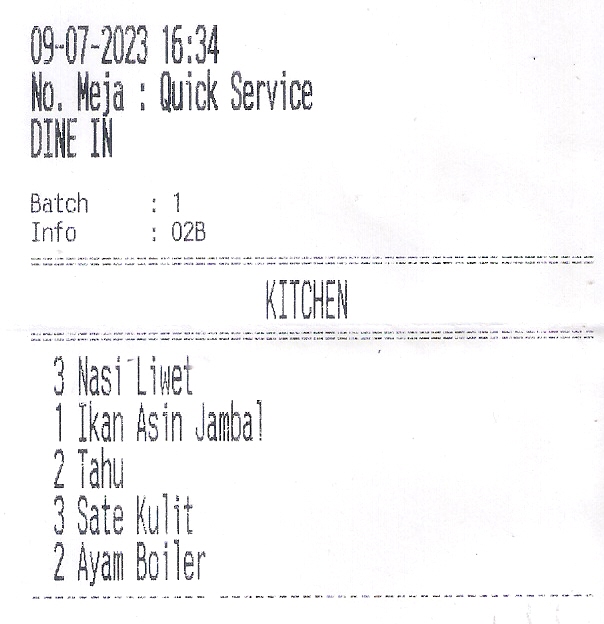 09-07-2023 16:34
No. Meja : Quick Service
DINE IN
Batch : 1
Info : 02B
KITCHEN
3 Nasi Liwet
1 Ikan Asin Jambal
2 Tahu
3 Sate Kulit
2 Ayam Boiler